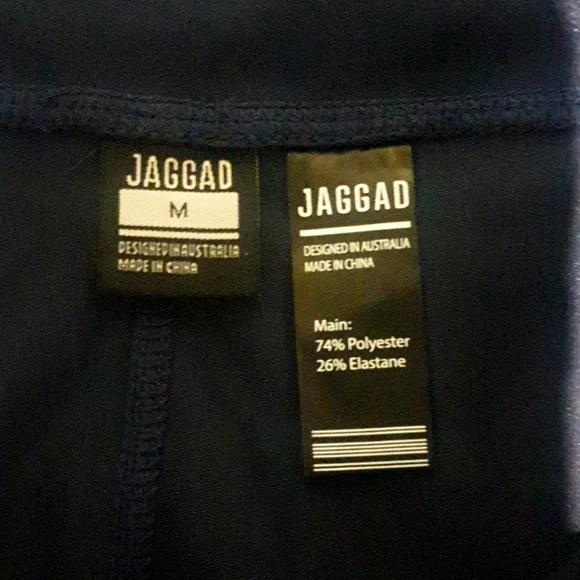 JAGGAD
M
DESIGNED IN AUSTRALIA
MADE IN CHINA
JAGGAD
DESIGNED IN AUSTRALIA
MADE IN CHINA
Main:
74% Polyester
26% Elastane